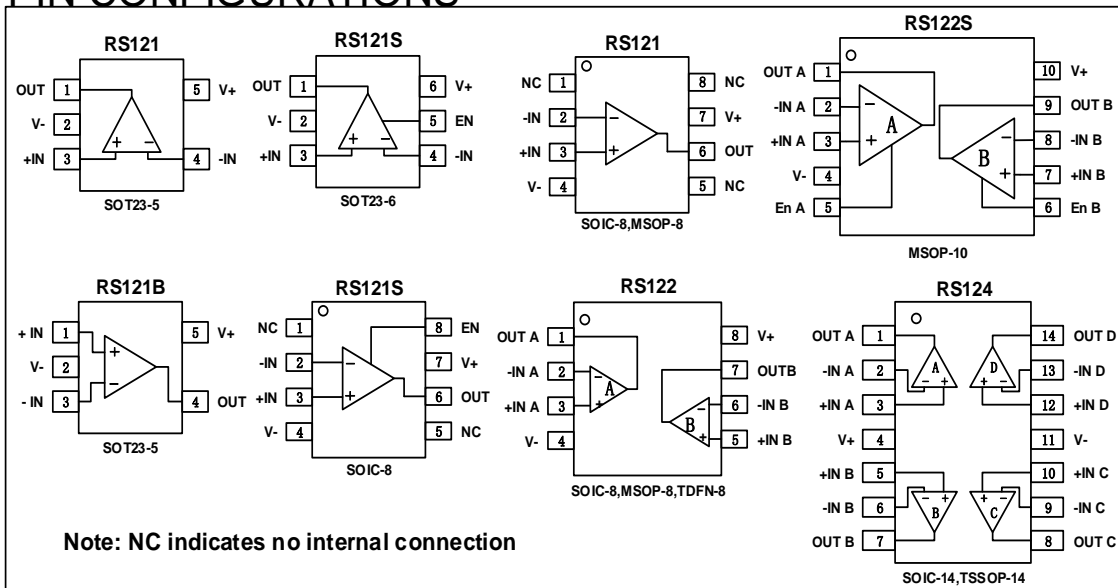 PIN CONFIGURATIONS
RS121
OUT 1 5 V+
V- 2
+IN 3 + − 4 -IN
SOT23-5
RS121S
OUT 1 6 V+
V- 2 5 EN
+IN 3 + − 4 -IN
SOT23-6
RS121
NC 1 8 NC
-IN 2 − 7 V+
+IN 3 + 6 OUT
V- 4 5 NC
SOIC-8,MSOP-8
RS122S
OUT A 1 10 V+
-IN A 2 − A 9 OUT B
+IN A 3 + − 8 -IN B
V- 4 B + 7 +IN B
En A 5 6 En B
MSOP-10
RS121B
+ IN 1 + 5 V+
V- 2
- IN 3 − 4 OUT
SOT23-5
RS121S
NC 1 8 EN
-IN 2 − 7 V+
+IN 3 + 6 OUT
V- 4 5 NC
SOIC-8
RS122
OUT A 1 8 V+
-IN A 2 − A 7 OUTB
+IN A 3 + − 6 -IN B
V- 4 B + 5 +IN B
SOIC-8,MSOP-8,TDFN-8
RS124
OUT A 1 14 OUT D
-IN A 2 A − + D + − 13 -IN D
+IN A 3 12 +IN D
V+ 4 11 V-
+IN B 5 10 +IN C
-IN B 6 − + B + − C 9 -IN C
OUT B 7 8 OUT C
SOIC-14,TSSOP-14
Note: NC indicates no internal connection